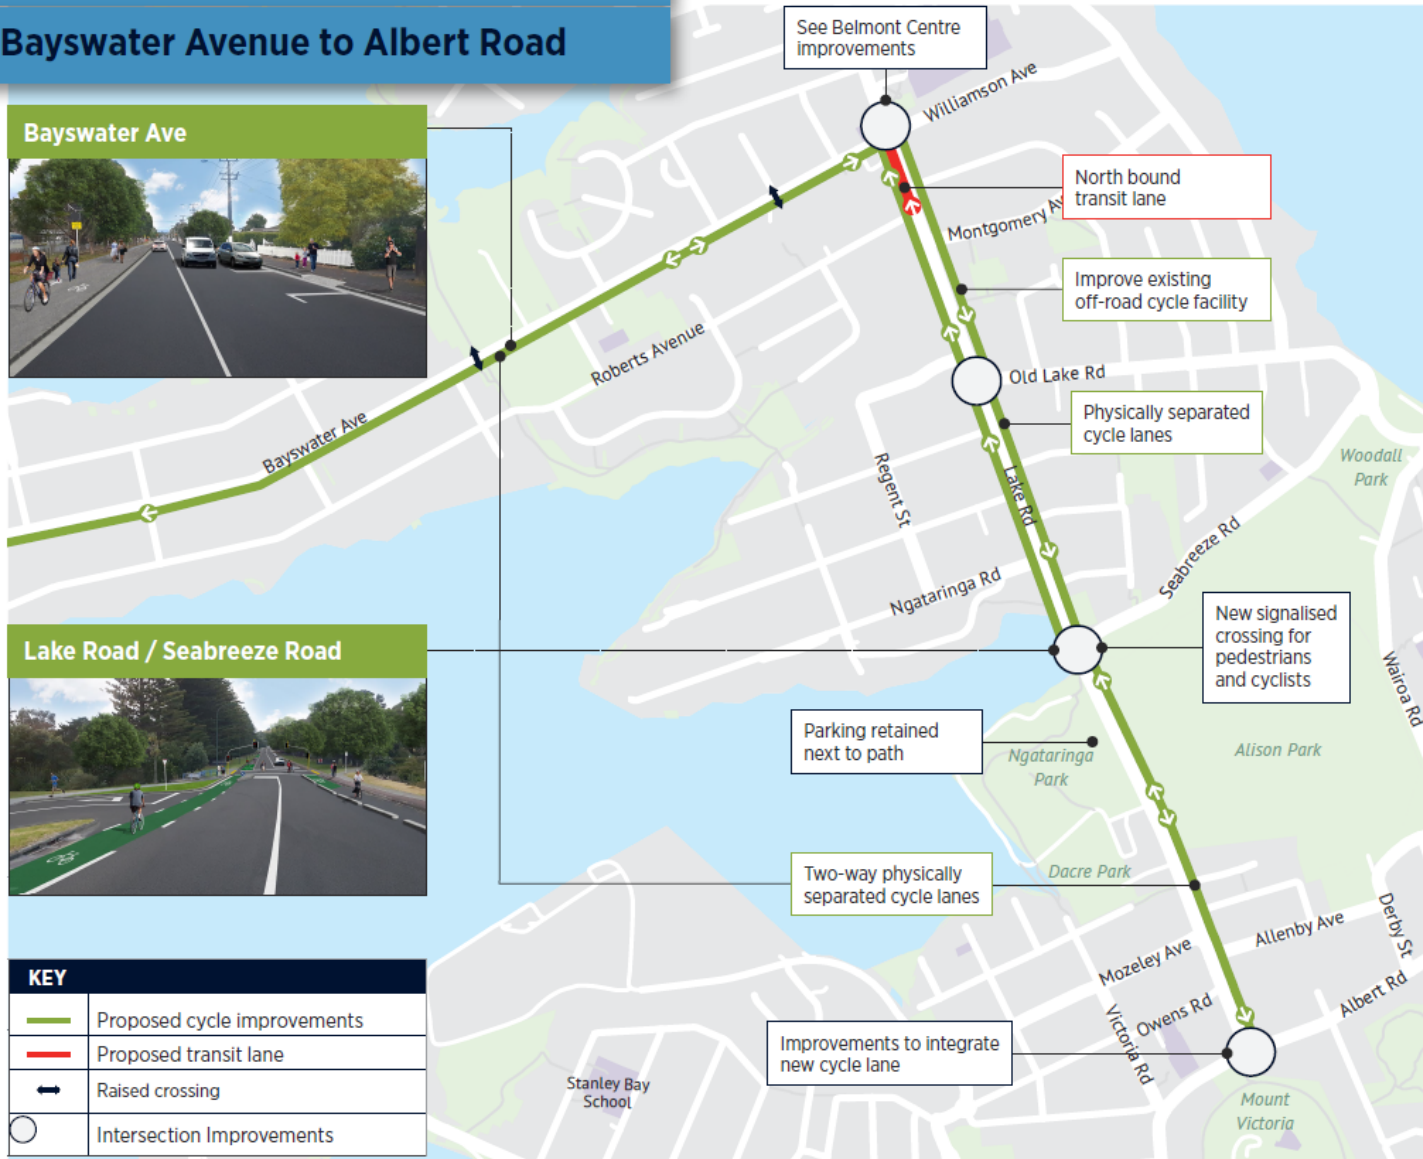 Bayswater Avenue to Albert Road
See Belmont Centre
improvements
Williamson Ave
Bayswater Ave
North bound
transit lane
Montgomery Av
Improve existing
off-road cycle facility
Roberts Avenue
Old Lake Rd
Physically separated
cycle lanes
Bayswater Ave
Regent St
Lake Rd
Woodall
Park
Seabreeze Rd
Ngataringa Rd
New signalised
crossing for
pedestrians
and cyclists
Lake Road / Seabreeze Road
Wairoa Rd
Parking retained
next to path
Ngataringa
Park
Alison Park
Two-way physically
separated cycle lanes
Dacre Park
Allenby Ave
Derby St
Mozeley Ave
Albert Rd
Owens Rd
Victoria Rd
Improvements to integrate
new cycle lane
Stanley Bay
School
Mount
Victoria
KEY
Proposed cycle improvements
Proposed transit lane
Raised crossing
Intersection Improvements